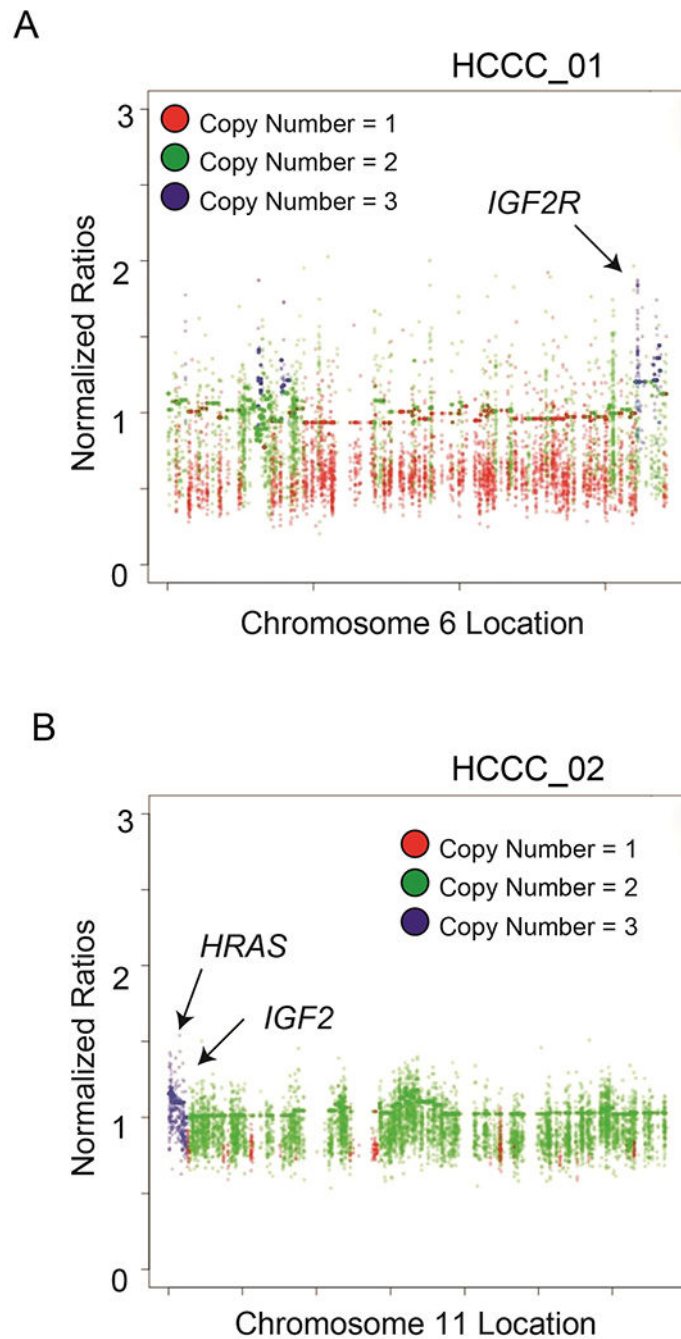 A
HCCC_01
3
Copy Number = 1
Copy Number = 2
Copy Number = 3
IGF2R
2
1
0
Normalized Ratios
Chromosome 6 Location
B
HCCC_02
3
Copy Number = 1
Copy Number = 2
Copy Number = 3
2
HRAS
IGF2
1
0
Normalized Ratios
Chromosome 11 Location